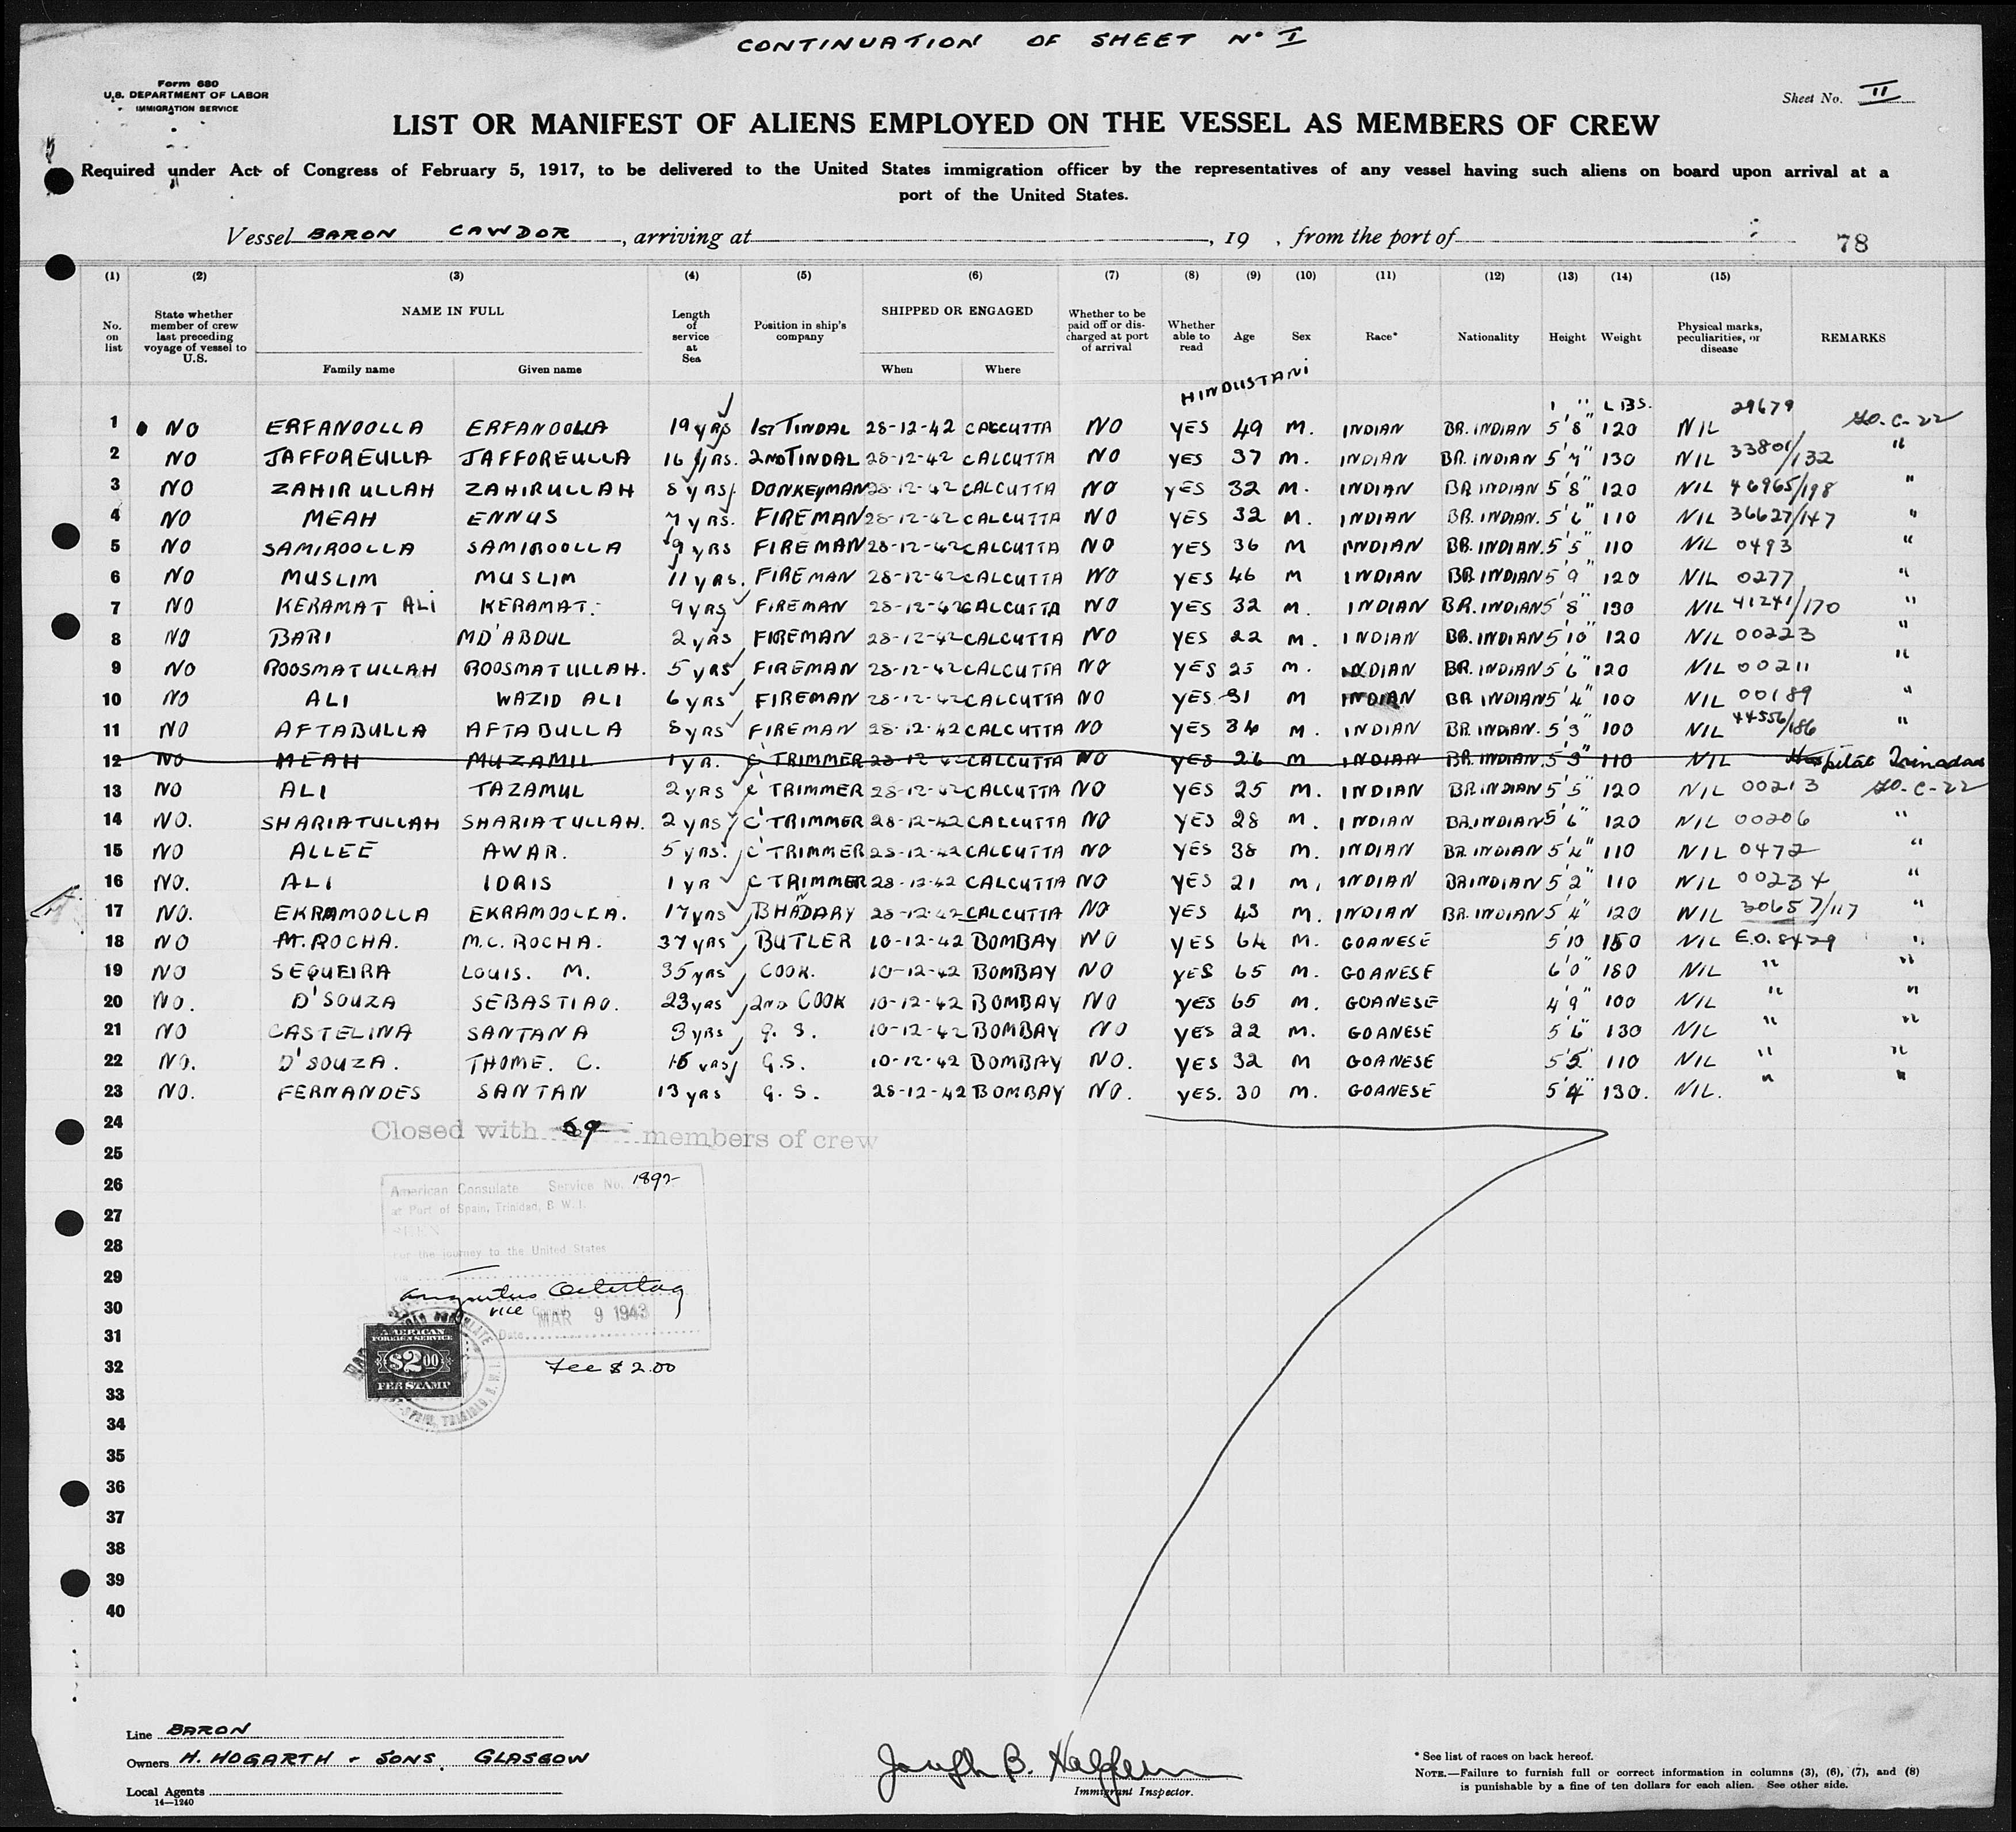 CONTINUATION OF SHEET No I
Form 680
U.S. DEPARTMENT OF LABOR
IMMIGRATION SERVICE
Sheet No. II
LIST OR MANIFEST OF ALIENS EMPLOYED ON THE VESSEL AS MEMBERS OF CREW
Required under Act of Congress of February 5, 1917, to be delivered to the United States immigration officer by the representatives of any vessel having such aliens on board upon arrival at a
port of the United States.
Vessel BARON CAWDOR, arriving at , 19 , from the port of
78
(1) (2) (3) (4) (5) (6) (7) (8) (9) (10) (11) (12) (13) (14) (15)
No. on list State whether member of crew last preceding voyage of vessel to U.S. NAME IN FULL Family name Given name Length of service at Sea Position in ship's company SHIPPED OR ENGAGED When Where Whether to be paid off or discharged at port of arrival Whether able to read Age Sex Race* Nationality Height Weight Physical marks, peculiarities, or disease REMARKS
HINDUSTANI
' " LBS. 29679
1 NO ERFANOOLLA ERFANOOLLA 19 yrs 1ST TINDAL 28-12-42 CALCUTTA NO YES 49 M. INDIAN BR. INDIAN 5'8" 120 NIL
2 NO JAFFOREULLA JAFFOREULLA 16 yrs. 2ND TINDAL 28-12-42 CALCUTTA NO YES 37 M. INDIAN BR. INDIAN 5'7" 130 NIL 33801/132 "
3 NO ZAHIRULLAH ZAHIRULLAH 8 yrs DONKEYMAN 28-12-42 CALCUTTA NO YES 32 M. INDIAN BR INDIAN 5'8" 120 NIL 46965/198 "
4 NO MEAH ENNUS 7 yrs. FIREMAN 28-12-42 CALCUTTA NO YES 32 M. INDIAN BR. INDIAN. 5'6" 110 NIL 36627/147 "
5 NO SAMIROOLLA SAMIROOLLA 9 yrs FIREMAN 28-12-42 CALCUTTA NO YES 36 M INDIAN BR. INDIAN. 5'5" 110 NIL 0493 "
6 NO MUSLIM MUSLIM 11 yrs. FIREMAN 28-12-42 CALCUTTA NO YES 46 M INDIAN BR. INDIAN 5'9" 120 NIL 0277 "
7 NO KERAMAT ALI KERAMAT. 9 yrs FIREMAN 28-12-42 CALCUTTA NO YES 32 M. INDIAN BR. INDIAN 5'8" 130 NIL 41241/170 "
8 NO BARI MD'ABDUL 2 yrs FIREMAN 28-12-42 CALCUTTA NO YES 22 M. INDIAN BR. INDIAN 5'10" 120 NIL 00223 "
9 NO ROOSMATULLAH ROOSMATULLAH. 5 yrs FIREMAN 28-12-42 CALCUTTA NO YES 25 M. INDIAN BR. INDIAN 5'6" 120 NIL 00211 "
10 NO ALI WAZID ALI 6 yrs FIREMAN 28-12-42 CALCUTTA NO YES 31 M INDIAN BR INDIAN 5'4" 100 NIL 00189 "
11 NO AFTABULLA AFTABULLA 8 yrs FIREMAN 28-12-42 CALCUTTA NO YES 34 M. INDIAN BR. INDIAN. 5'3" 100 NIL 44556/186 "
12 NO MEAH MUZAMIL 1 yr. C' TRIMMER 28-12-42 CALCUTTA NO YES 26 M INDIAN BR. INDIAN. 5'3" 110 NIL Hospital Trinadad
13 NO ALI TAZAMUL 2 yrs C' TRIMMER 28-12-42 CALCUTTA NO YES 25 M. INDIAN BR INDIAN 5'5" 120 NIL 00213
14 NO. SHARIATULLAH SHARIATULLAH. 2 yrs C' TRIMMER 28-12-42 CALCUTTA NO YES 28 M. INDIAN BR. INDIAN 5'6" 120 NIL 00206 "
15 NO ALLEE AWAR. 5 yrs. C' TRIMMER 28-12-42 CALCUTTA NO YES 38 M. INDIAN BR. INDIAN 5'4" 110 NIL 0472 "
16 NO. ALI IDRIS 1 yr C TRIMMER 28-12-42 CALCUTTA NO YES 21 M. INDIAN BR INDIAN 5'2" 110 NIL 00234 "
17 NO. EKRAMOOLLA EKRAMOOLLA. 17 yrs BHANDARY 28-12-42 CALCUTTA NO YES 43 M. INDIAN BR. INDIAN 5'4" 120 NIL 30657/117 "
18 NO M. ROCHA. M.C. ROCHA. 37 yrs BUTLER 10-12-42 BOMBAY NO YES 64 M. GOANESE 5'10 150 NIL E.O. 8429 "
19 NO SEQUEIRA LOUIS. M. 35 yrs COOK. 10-12-42 BOMBAY NO YES 65 M. GOANESE 6'0" 180 NIL " "
20 NO. D'SOUZA SEBASTIAO. 23 yrs 2ND COOK 10-12-42 BOMBAY NO YES 65 M. GOANESE 4'9" 100 NIL " "
21 NO CASTELINA SANTANA 3 yrs G. S. 10-12-42 BOMBAY NO YES 22 M. GOANESE 5'6" 130 NIL " "
22 NO. D'SOUZA. THOME. C. 16 yrs G.S. 10-12-42 BOMBAY NO. YES 32 M GOANESE 5'5" 110 NIL " "
23 NO. FERNANDES SANTAN 13 yrs G. S. 28-12-42 BOMBAY NO. YES. 30 M. GOANESE 5'4" 130. NIL. " "
24
Closed with 59 members of crew
25
26
American Consulate Service No. 1892
27
at Port of Spain, Trinidad, B.W.I.
SEEN
28
For the journey to the United States
29
30
vice
MAR 9 1943
31
Date
AMERICAN
FOREIGN SERVICE
32
$2.00
Fee $2.00
FEE STAMP
33
34
35
36
37
38
39
40
Line BARON
Owners H. HOGARTH & SONS. GLASGOW
Local Agents
14—1240
Joseph B. Halpern
Immigrant Inspector.
* See list of races on back hereof.
NOTE.—Failure to furnish full or correct information in columns (3), (6), (7), and (8)
is punishable by a fine of ten dollars for each alien. See other side.